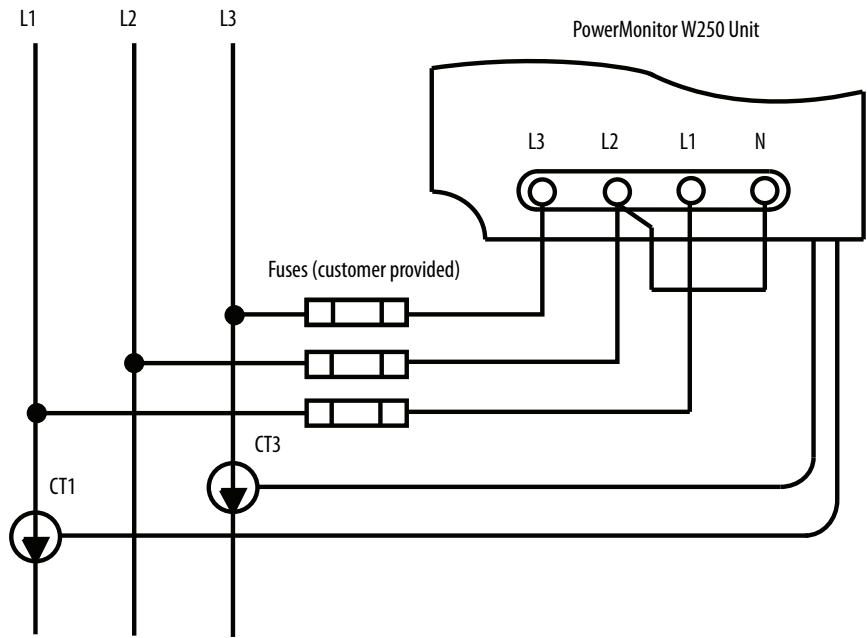 L1
L2
L3
PowerMonitor W250 Unit
L3
L2
L1
N
Fuses (customer provided)
CT3
CT1